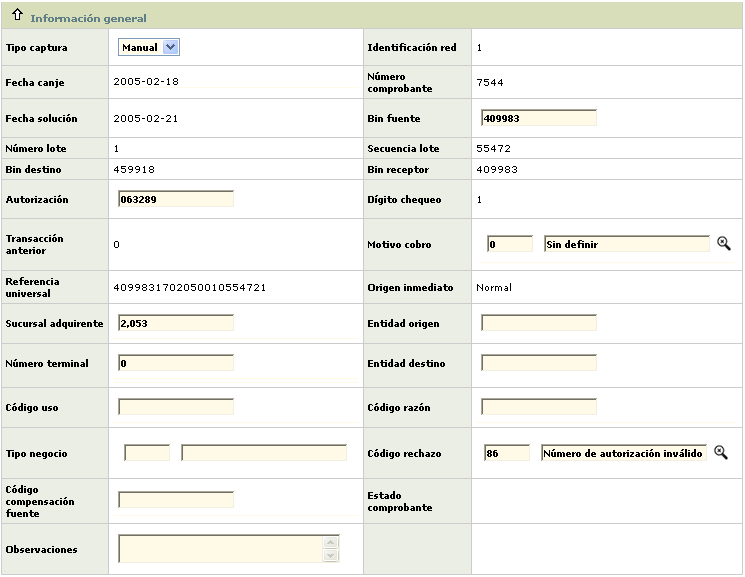 Información general
Tipo captura Manual Identificación red 1
Fecha canje 2005-02-18 Número comprobante 7544
Fecha solución 2005-02-21 Bin fuente 409983
Número lote 1 Secuencia lote 55472
Bin destino 459918 Bin receptor 409983
Autorización 063289 Dígito chequeo 1
Transacción anterior 0 Motivo cobro 0 Sin definir
Referencia universal 4099831702050010554721 Origen inmediato Normal
Sucursal adquirente 2,053 Entidad origen
Número terminal 0 Entidad destino
Código uso Código razón
Tipo negocio Código rechazo 86 Número de autorización inválido
Código compensación fuente Estado comprobante
Observaciones